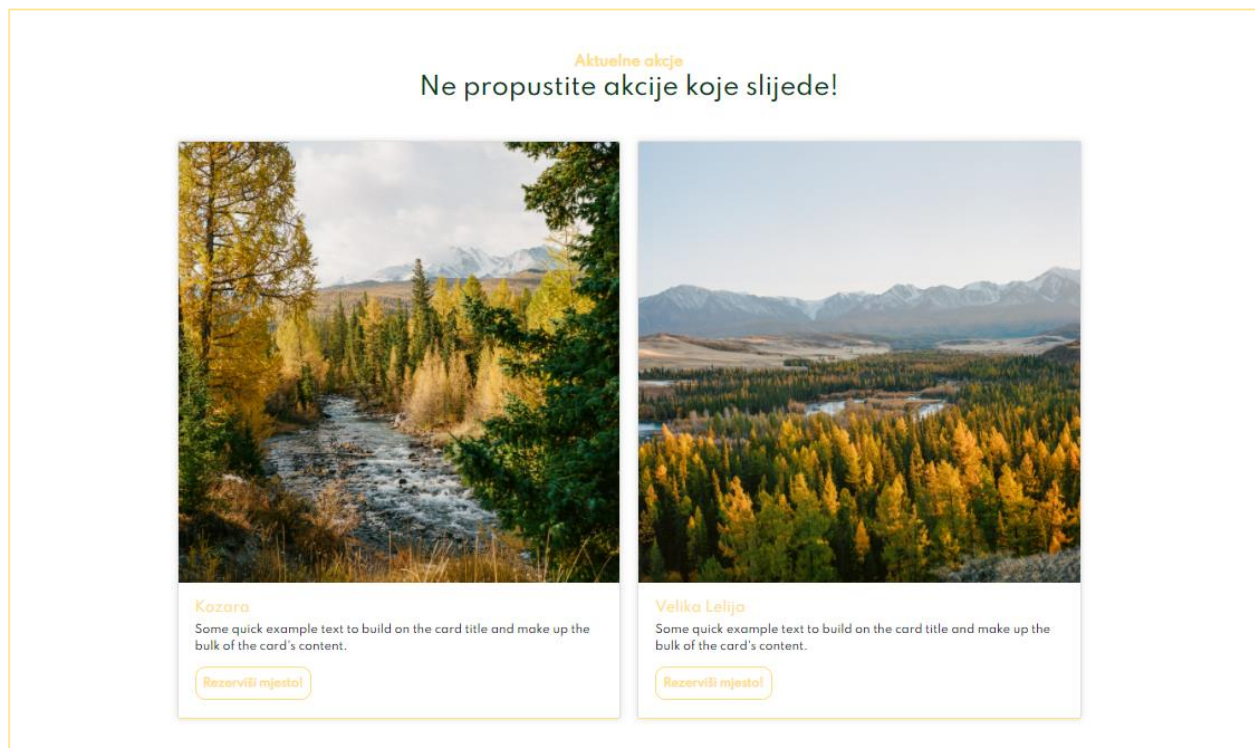 Aktuelne akcje
Ne propustite akcije koje slijede!
Kozara
Some quick example text to build on the card title and make up the
bulk of the card's content.
Rezerviši mjesto!
Velika Lelija
Some quick example text to build on the card title and make up the
bulk of the card's content.
Rezerviši mjesto!